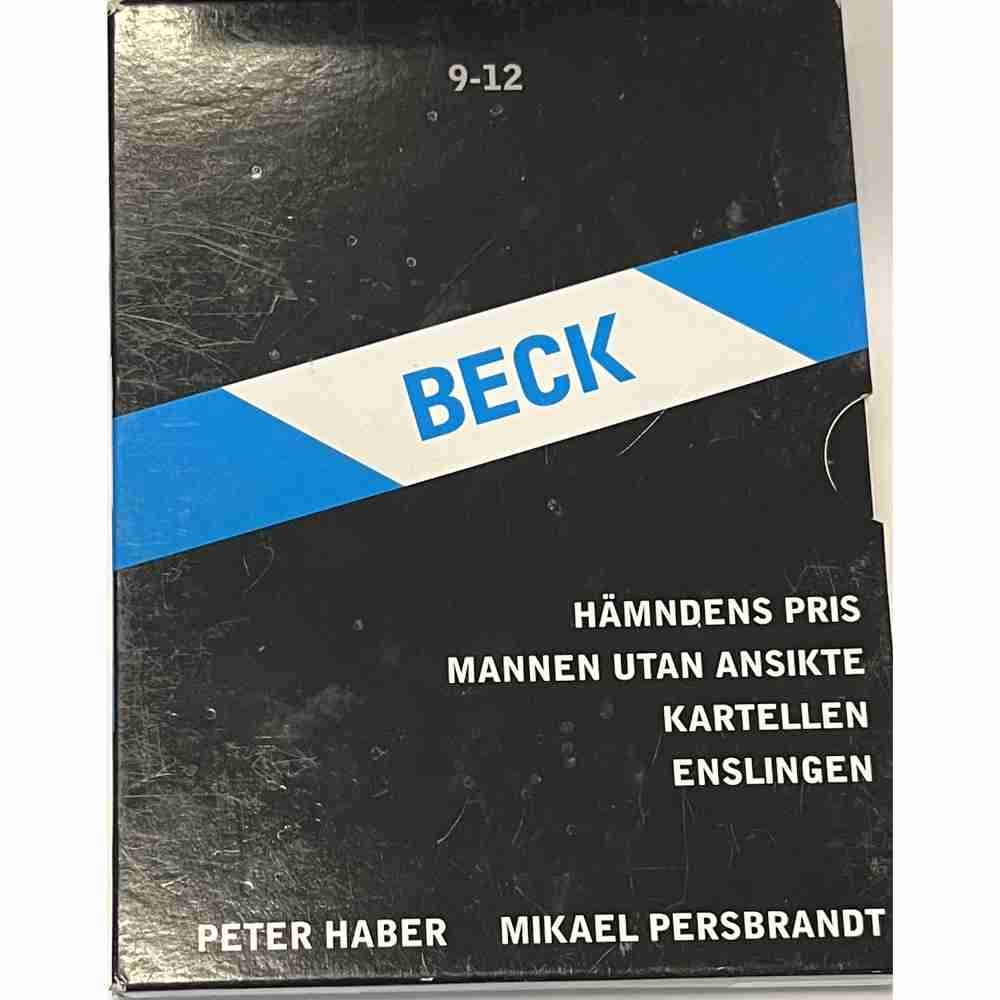 9-12
BECK
HÄMNDENS PRIS
MANNEN UTAN ANSIKTE
KARTELLEN
ENSLINGEN
PETER HABER MIKAEL PERSBRANDT